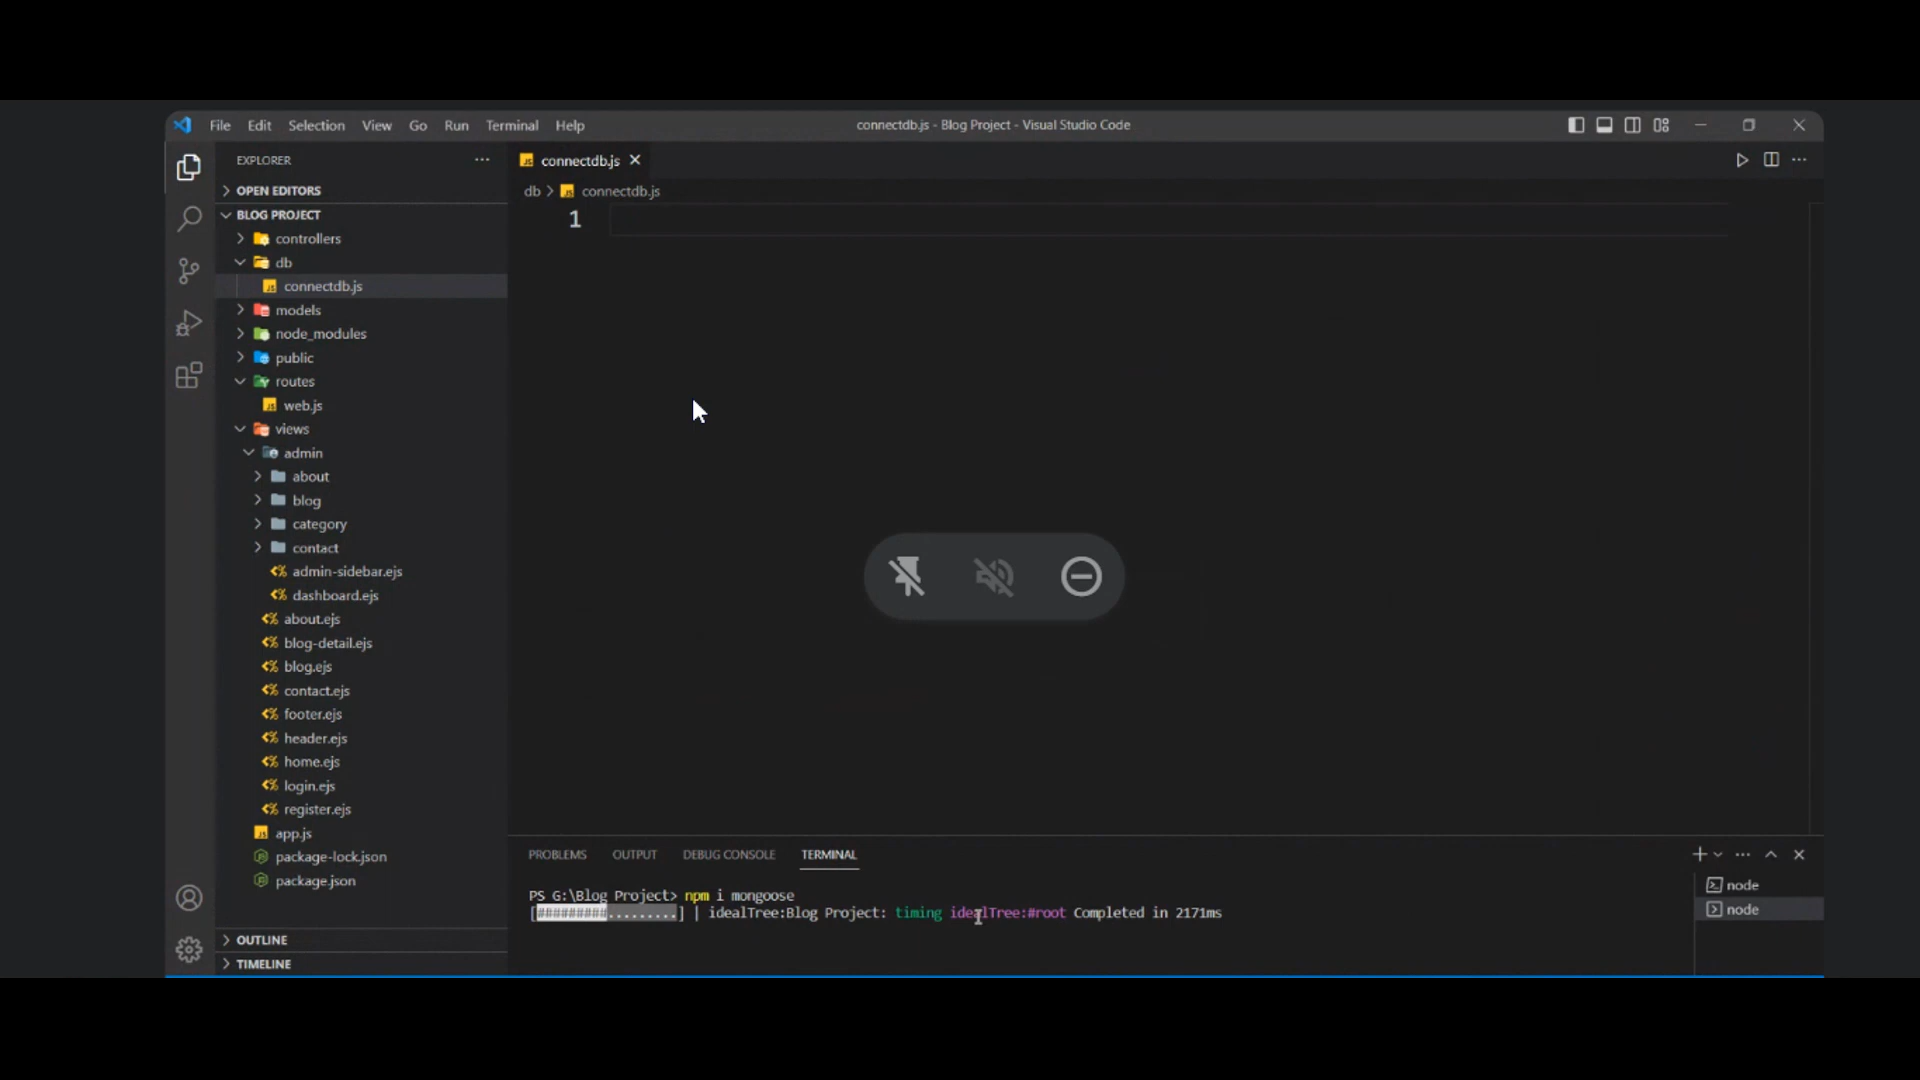 File Edit Selection View Go Run Terminal Help
connectdb.js - Blog Project - Visual Studio Code
EXPLORER
OPEN EDITORS
BLOG PROJECT
controllers
db
connectdb.js
models
node_modules
public
routes
web.js
views
admin
about
blog
category
contact
admin-sidebar.ejs
dashboard.ejs
about.ejs
blog-detail.ejs
blog.ejs
contact.ejs
footer.ejs
header.ejs
home.ejs
login.ejs
register.ejs
app.js
package-lock.json
package.json
OUTLINE
TIMELINE
connectdb.js
db > connectdb.js
1
PROBLEMS OUTPUT DEBUG CONSOLE TERMINAL
PS G:\Blog Project> npm i mongoose
[#########.........] | idealTree:Blog Project: timing idealTree:#root Completed in 2171ms
node
node